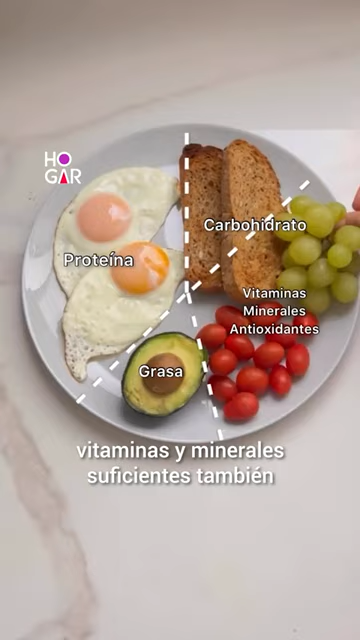 HO
GAR
Proteína
Carbohidrato
Vitaminas
Minerales
Antioxidantes
Grasa
vitaminas y minerales
suficientes también